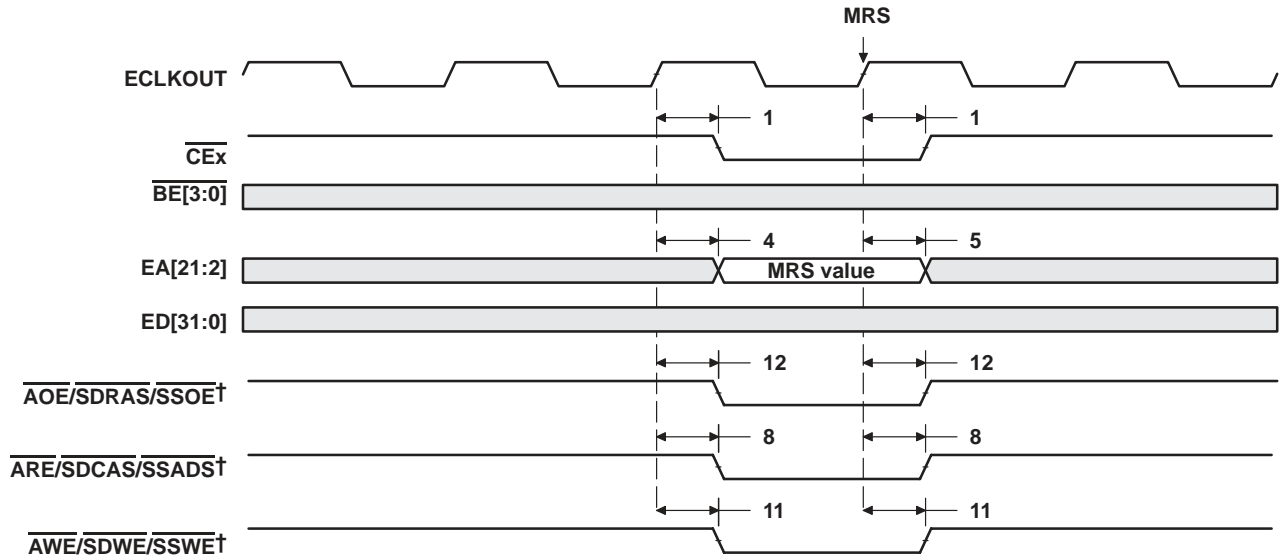 MRS
ECLKOUT
1 1
CEx
BE[3:0]
4 5
EA[21:2] MRS value
ED[31:0]
12 12
AOE/SDRAS/SSOE†
8 8
ARE/SDCAS/SSADS†
11 11
AWE/SDWE/SSWE†